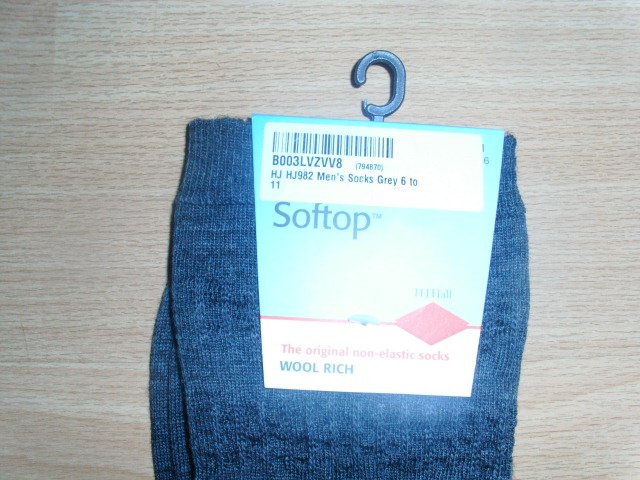 B003LVZVV8 (794870)
HJ HJ982 Men's Socks Grey 6 to
11
6
Softop™
HJ Hall
The original non-elastic socks
WOOL RICH